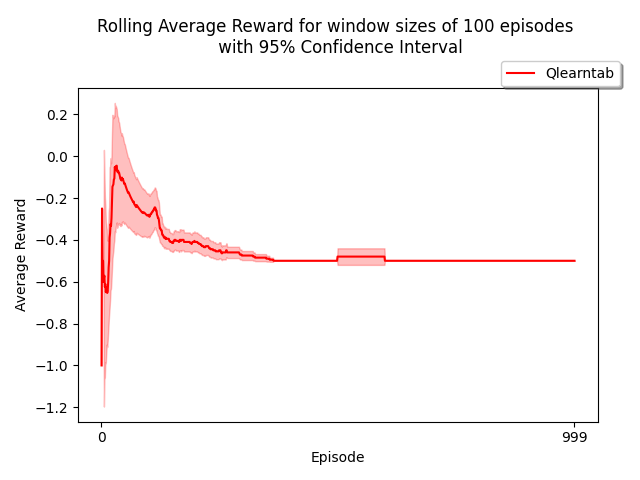 Rolling Average Reward for window sizes of 100 episodes
with 95% Confidence Interval
Qlearntab
0.2
0.0
−0.2
−0.4
−0.6
−0.8
−1.0
−1.2
Average Reward
0
999
Episode